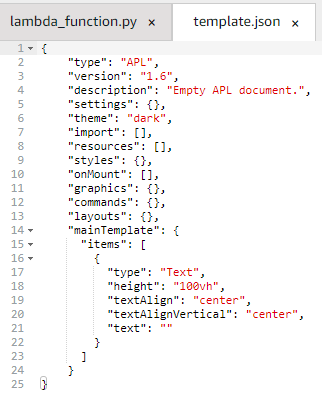 lambda_function.py × template.json ×
1 {
2 "type": "APL",
3 "version": "1.6",
4 "description": "Empty APL document.",
5 "settings": {},
6 "theme": "dark",
7 "import": [],
8 "resources": [],
9 "styles": {},
10 "onMount": [],
11 "graphics": {},
12 "commands": {},
13 "layouts": {},
14 "mainTemplate": {
15 "items": [
16 {
17 "type": "Text",
18 "height": "100vh",
19 "textAlign": "center",
20 "textAlignVertical": "center",
21 "text": ""
22 }
23 ]
24 }
25 }